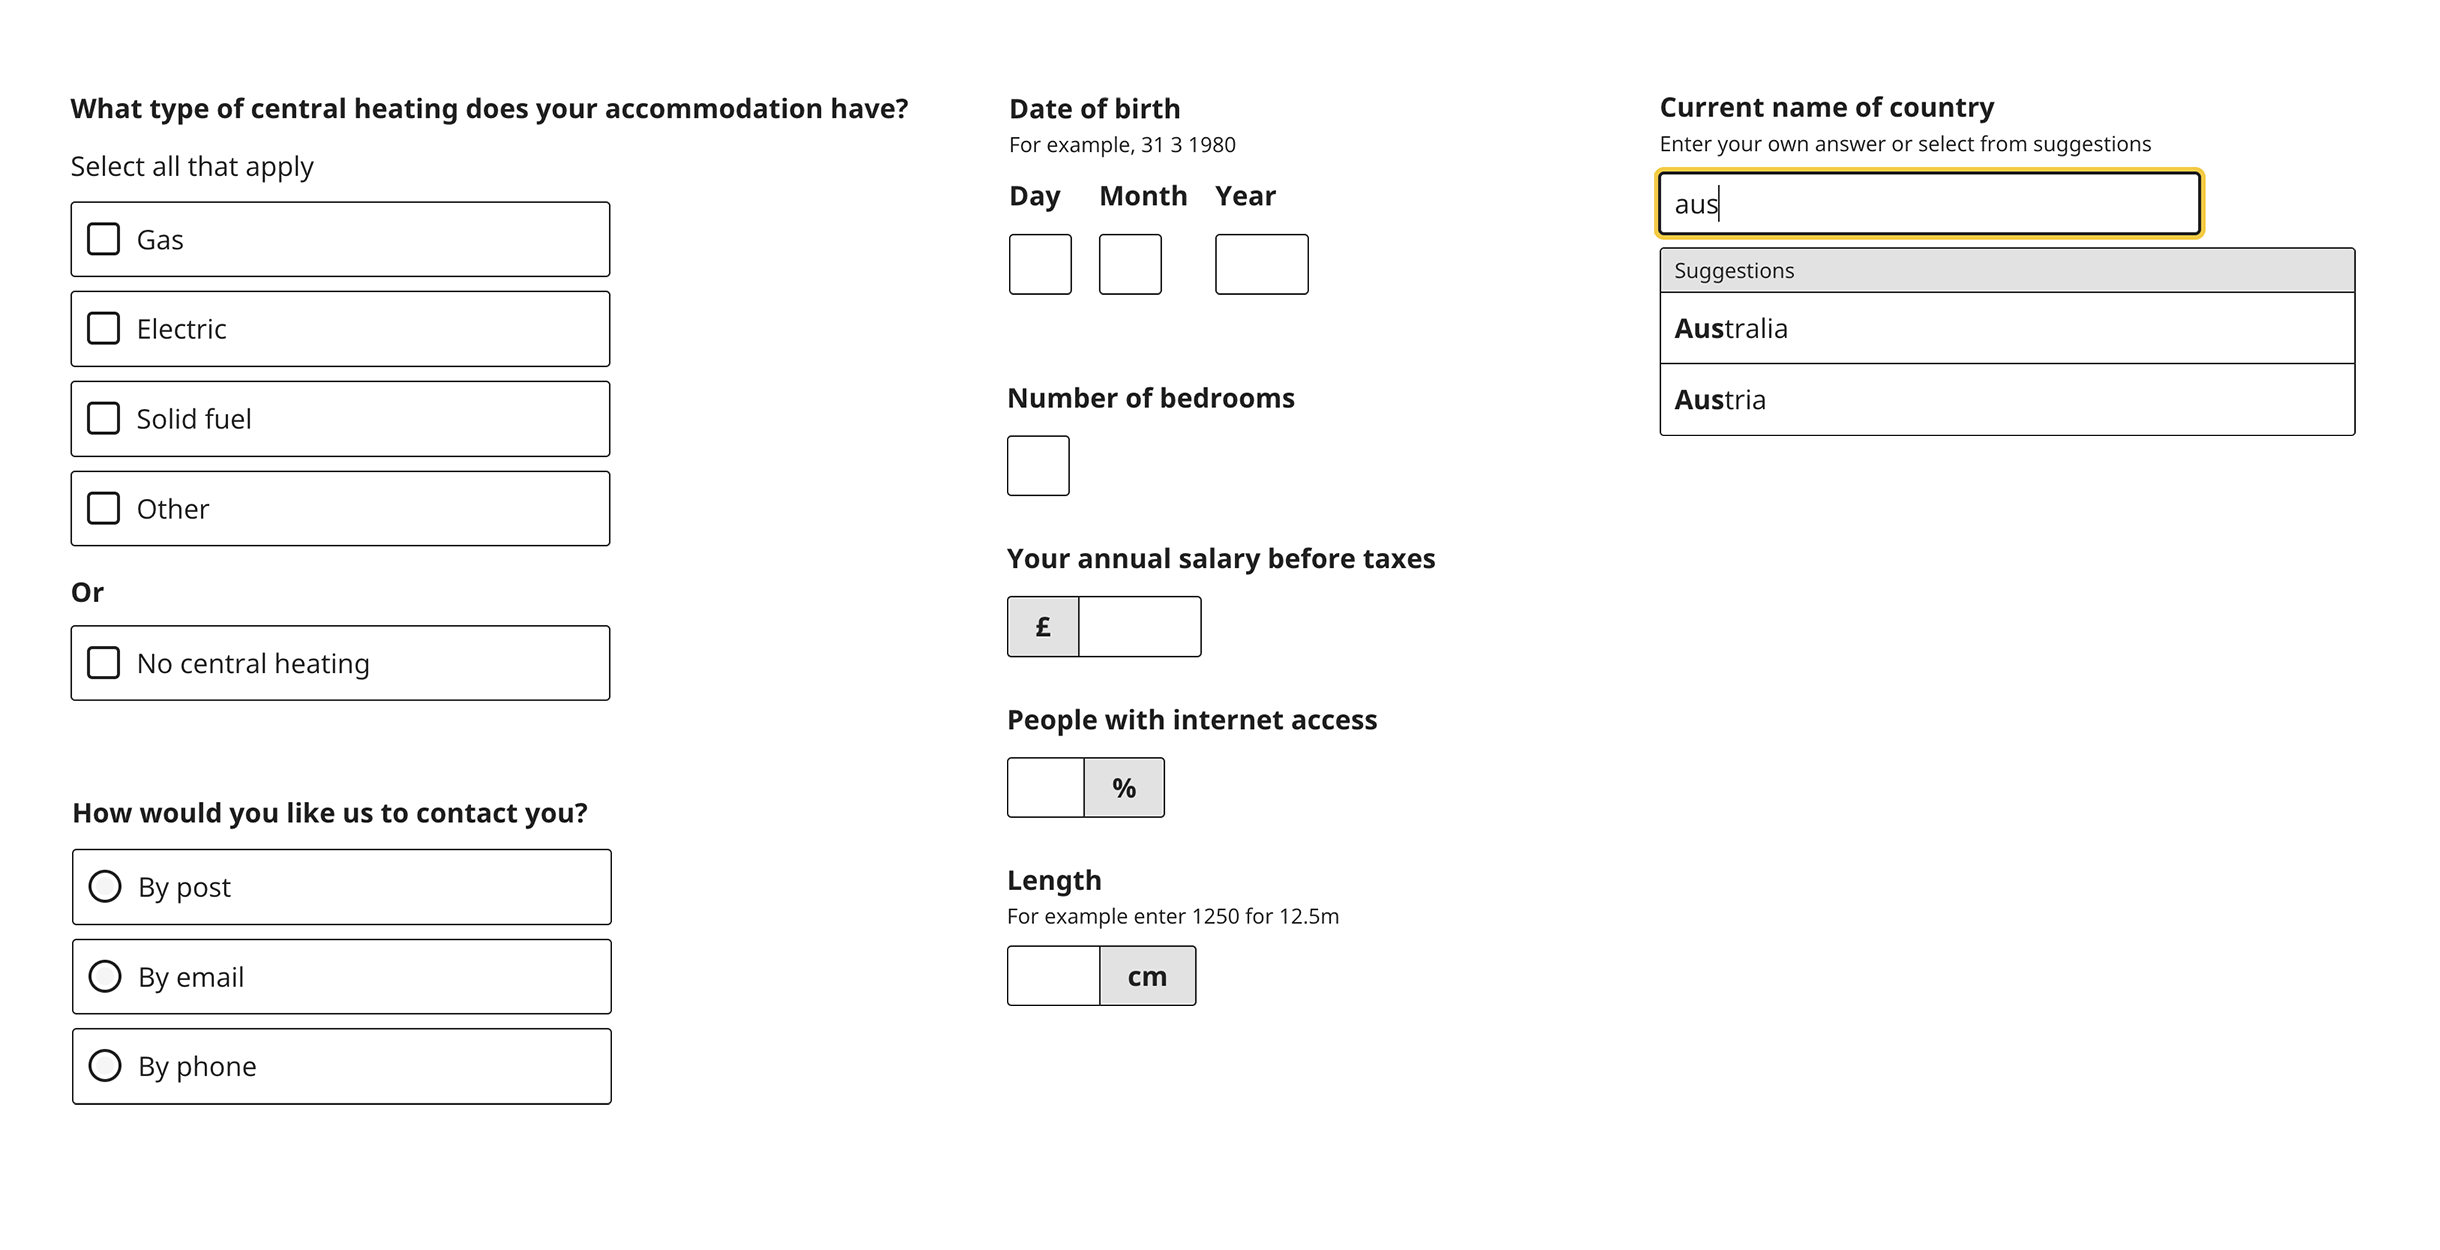 What type of central heating does your accommodation have?
Select all that apply
Gas
Electric
Solid fuel
Other
Or
No central heating
How would you like us to contact you?
By post
By email
By phone
Date of birth
For example, 31 3 1980
Day Month Year
Number of bedrooms
Your annual salary before taxes
£
People with internet access
%
Length
For example enter 1250 for 12.5m
cm
Current name of country
Enter your own answer or select from suggestions
aus
Suggestions
Australia
Austria